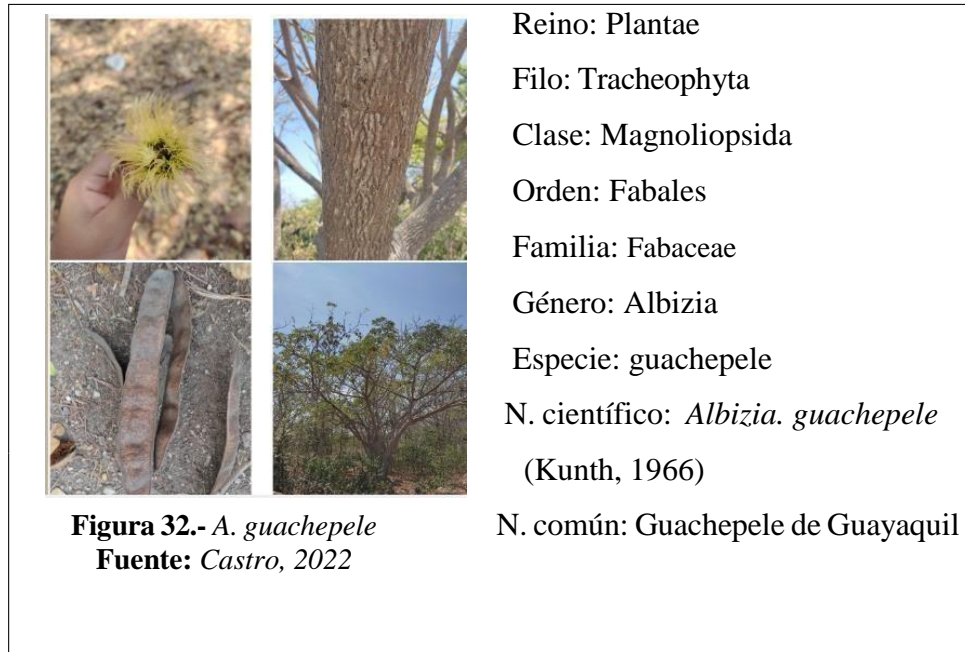 Reino: Plantae
Filo: Tracheophyta
Clase: Magnoliopsida
Orden: Fabales
Familia: Fabaceae
Género: Albizia
Especie: guachepele
N. científico: Albizia. guachepele
(Kunth, 1966)
N. común: Guachepele de Guayaquil
Figura 32.- A. guachepele
Fuente: Castro, 2022